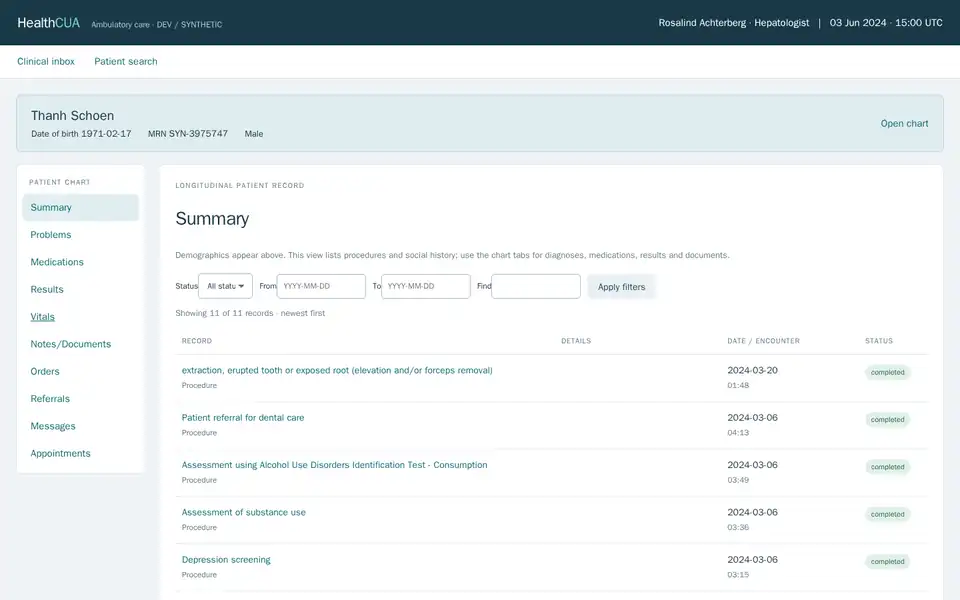 HealthCUA Ambulatory care · DEV / SYNTHETIC Rosalind Achterberg · Hepatologist | 03 Jun 2024 · 15:00 UTC
Clinical inbox Patient search
Thanh Schoen
Date of birth 1971-02-17 MRN SYN-3975747 Male
Open chart
PATIENT CHART
Summary
Problems
Medications
Results
Vitals
Notes/Documents
Orders
Referrals
Messages
Appointments
LONGITUDINAL PATIENT RECORD
Summary
Demographics appear above. This view lists procedures and social history; use the chart tabs for diagnoses, medications, results and documents.
Status All statu From YYYY-MM-DD To YYYY-MM-DD Find Apply filters
Showing 11 of 11 records · newest first
RECORD DETAILS DATE / ENCOUNTER STATUS
extraction, erupted tooth or exposed root (elevation and/or forceps removal) 2024-03-20 completed
Procedure 01:48
Patient referral for dental care 2024-03-06 completed
Procedure 04:13
Assessment using Alcohol Use Disorders Identification Test - Consumption 2024-03-06 completed
Procedure 03:49
Assessment of substance use 2024-03-06 completed
Procedure 03:36
Depression screening 2024-03-06 completed
Procedure 03:15